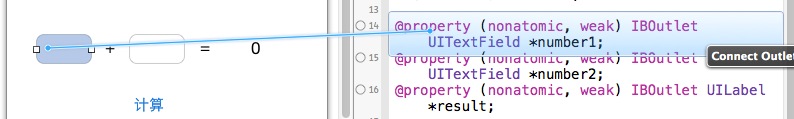 13
+ = 0
计算
14 @property (nonatomic, weak) IBOutlet
UITextField *number1;
Connect Outlet
15 @property (nonatomic, weak) IBOutlet
UITextField *number2;
16 @property (nonatomic, weak) IBOutlet UILabel
*result;